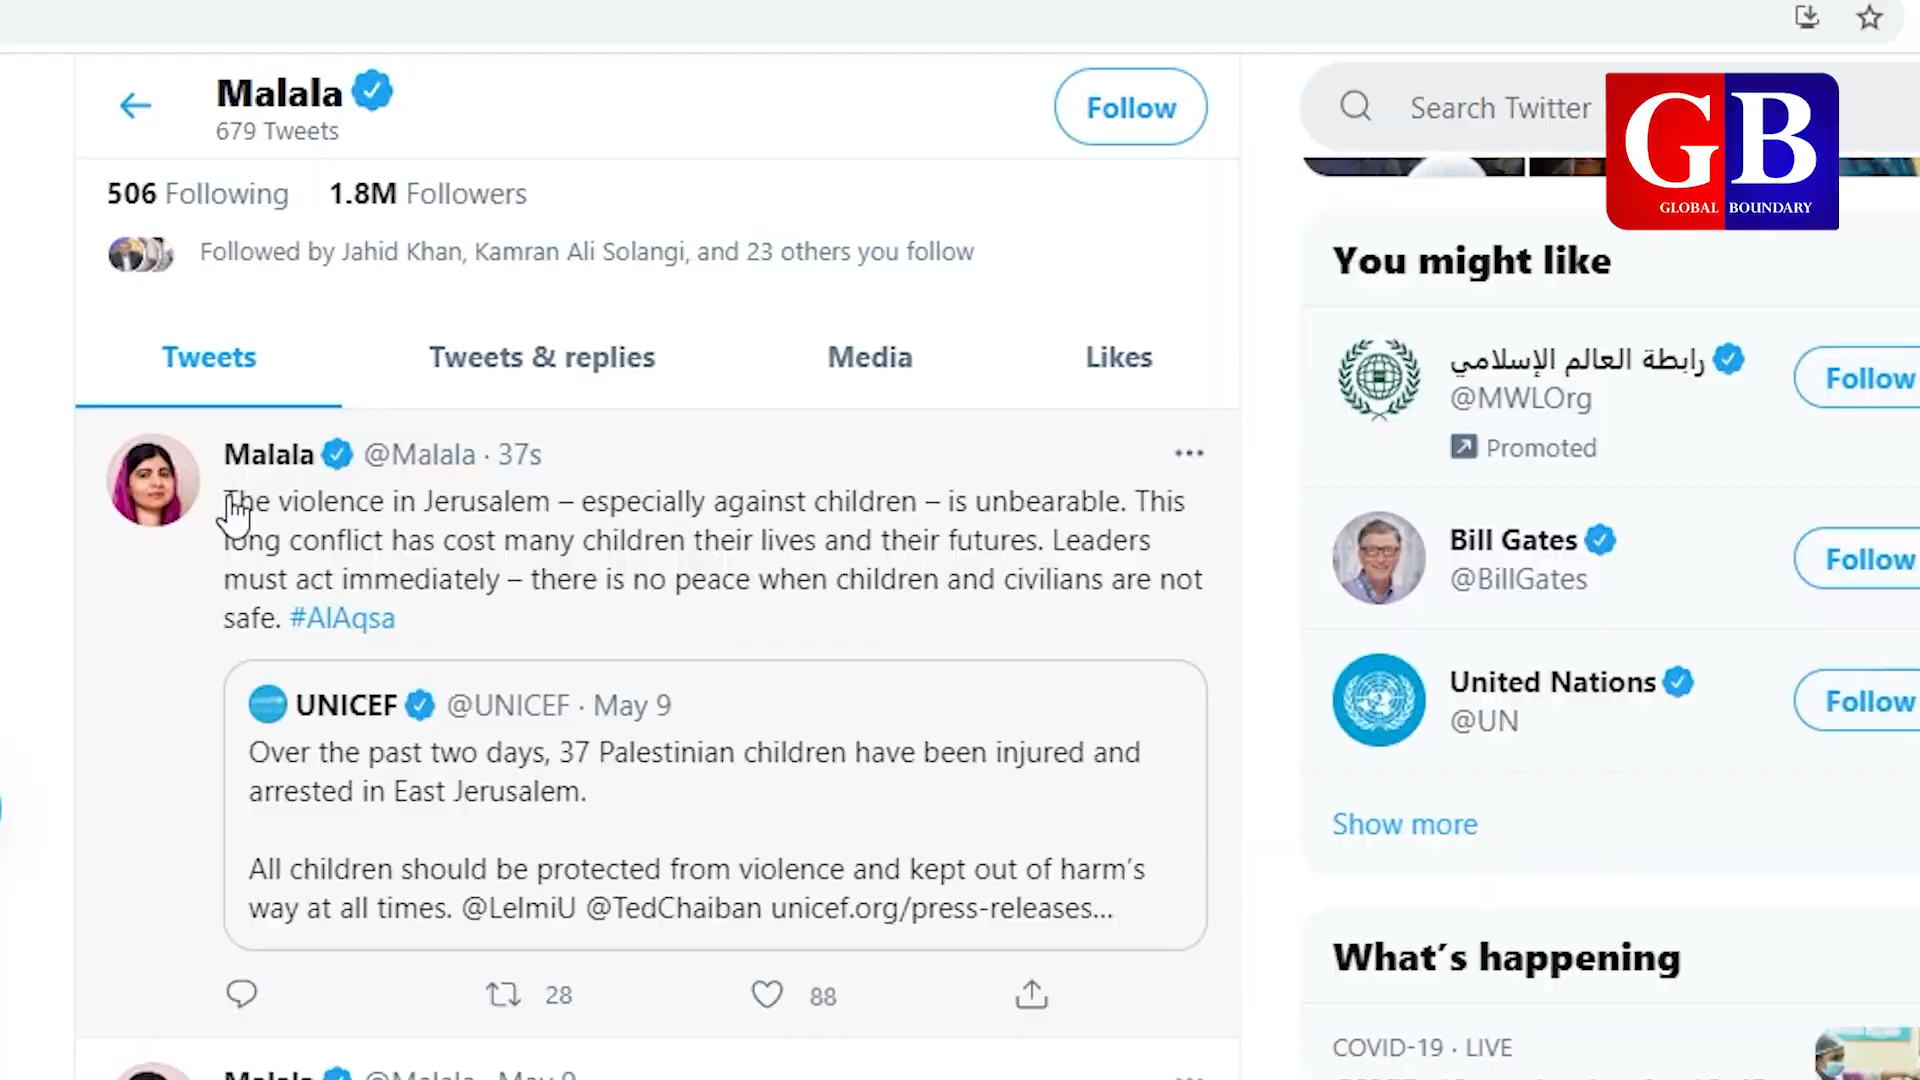 Malala
679 Tweets
Follow
Search Twitter
GB
GLOBAL BOUNDARY
506 Following 1.8M Followers
Followed by Jahid Khan, Kamran Ali Solangi, and 23 others you follow
Tweets Tweets & replies Media Likes
Malala @Malala · 37s
The violence in Jerusalem – especially against children – is unbearable. This
long conflict has cost many children their lives and their futures. Leaders
must act immediately – there is no peace when children and civilians are not
safe. #AlAqsa
UNICEF @UNICEF · May 9
Over the past two days, 37 Palestinian children have been injured and
arrested in East Jerusalem.
All children should be protected from violence and kept out of harm's
way at all times. @LelmiU @TedChaiban unicef.org/press-releases...
28 88
Malala @Malala · May 9
You might like
رابطة العالم الإسلامي
@MWLOrg
Follow
Promoted
Bill Gates
@BillGates
Follow
United Nations
@UN
Follow
Show more
What's happening
COVID-19 · LIVE